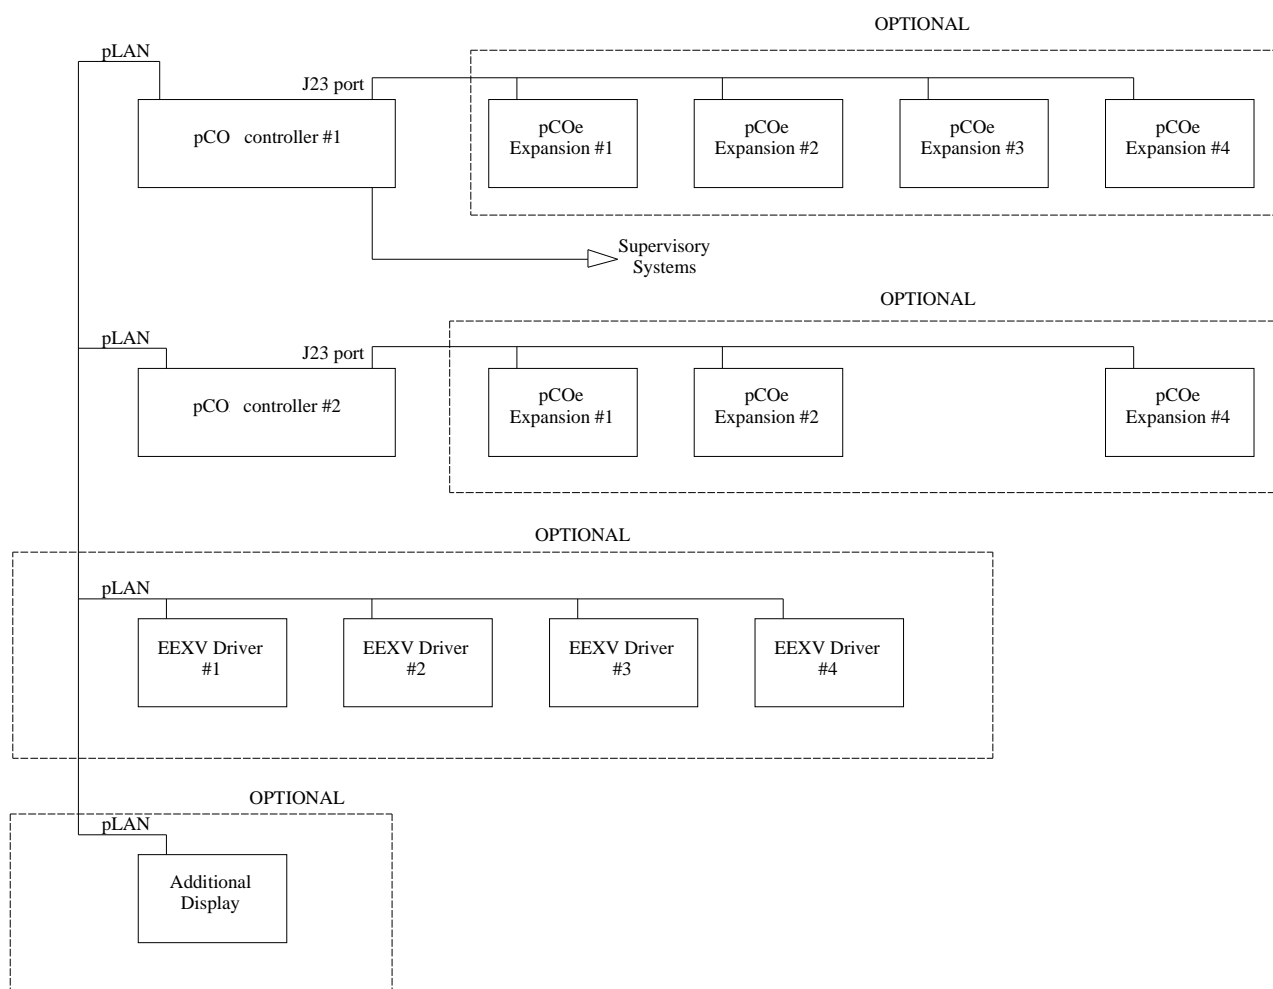 OPTIONAL
pLAN
J23 port
pCO controller #1
pCOe
Expansion #1
pCOe
Expansion #2
pCOe
Expansion #3
pCOe
Expansion #4
Supervisory
Systems
OPTIONAL
pLAN
J23 port
pCO controller #2
pCOe
Expansion #1
pCOe
Expansion #2
pCOe
Expansion #4
OPTIONAL
pLAN
EEXV Driver
#1
EEXV Driver
#2
EEXV Driver
#3
EEXV Driver
#4
OPTIONAL
pLAN
Additional
Display